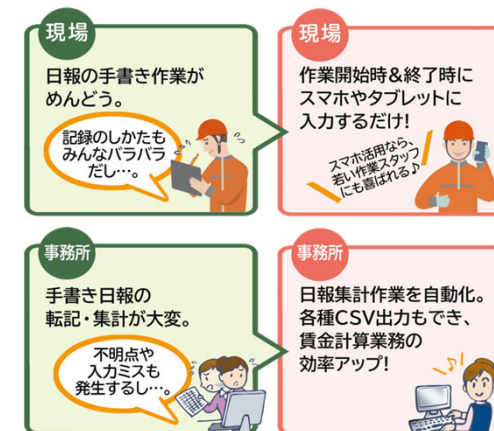 現場
日報の手書き作業が
めんどう。
記録のしかたも
みんなバラバラ
だし…。
現場
作業開始時&終了時に
スマホやタブレットに
入力するだけ!
スマホ活用なら、
若い作業スタッフ
にも喜ばれる♪
事務所
手書き日報の
転記・集計が大変。
不明点や
入力ミスも
発生するし…。
事務所
日報集計作業を自動化。
各種CSV出力もでき、
賃金計算業務の
効率アップ!